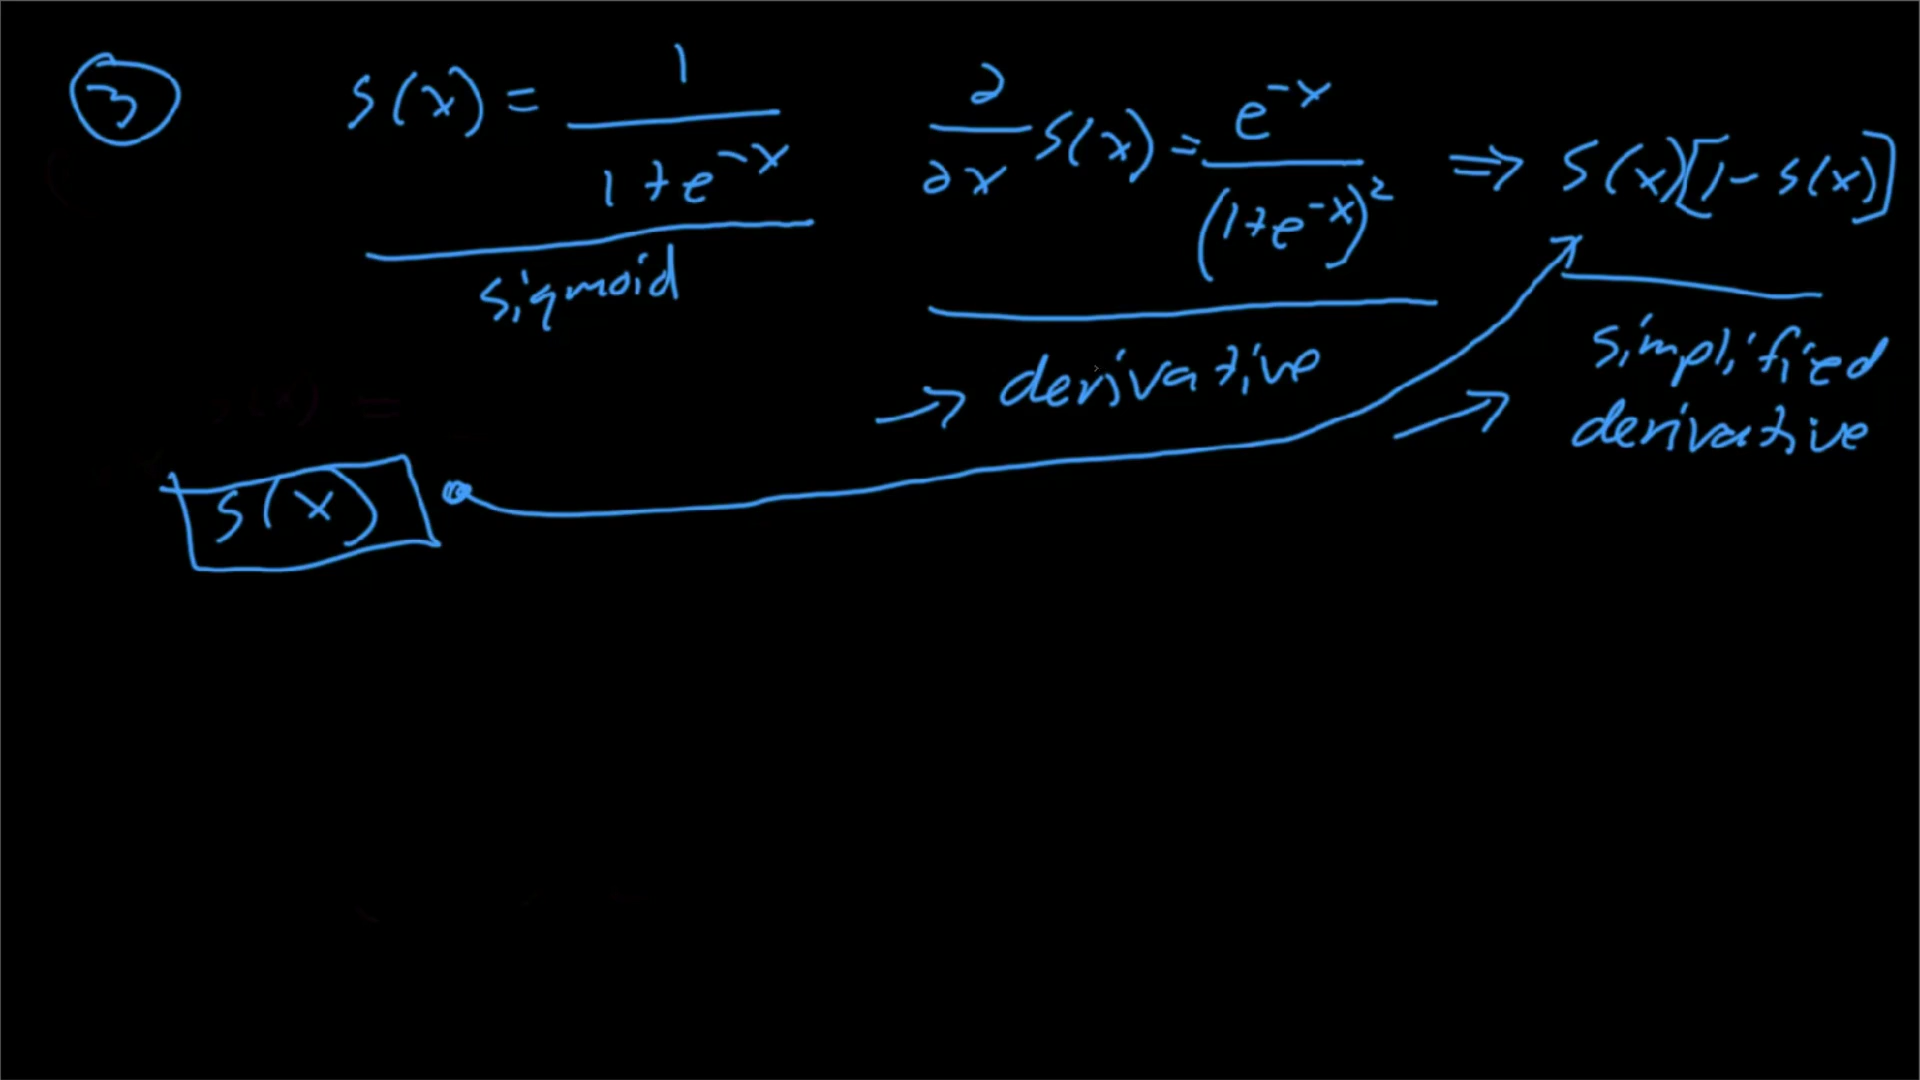 3
S(x) = 1 / (1 + e^-x)
∂/∂x S(x) = e^-x / (1+e^-x)^2 ⇒ S(x)[1 - S(x)]
sigmoid
derivative
simplified
derivative
S(x)